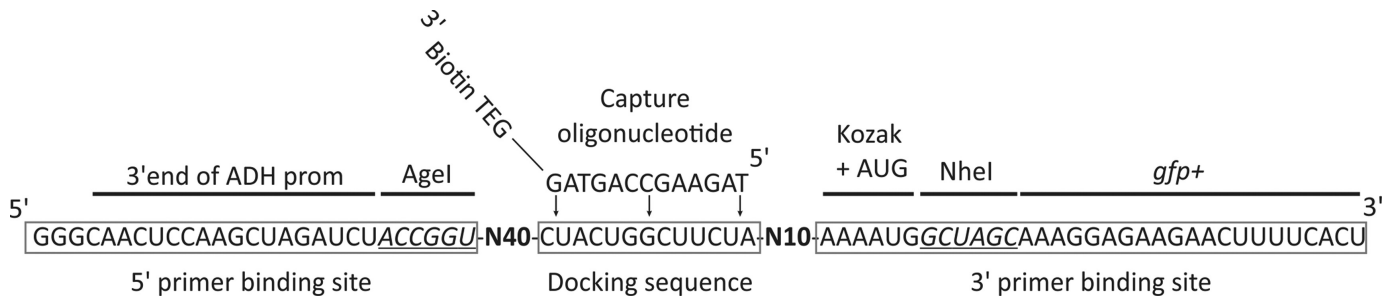 3'
Biotin TEG
Capture
oligonucleotide
Kozak
+ AUG
3'end of ADH prom
AgeI
GATGACCGAAGAT
5'
NheI
gfp+
5'
3'
GGGCAACUCCAAGCUAGAUCUACCGGU-N40-CUACUGGCUUCUA-N10-AAAAUGGCUAGCAAAGGAGAAGAACUUUUCACU
5' primer binding site
Docking sequence
3' primer binding site